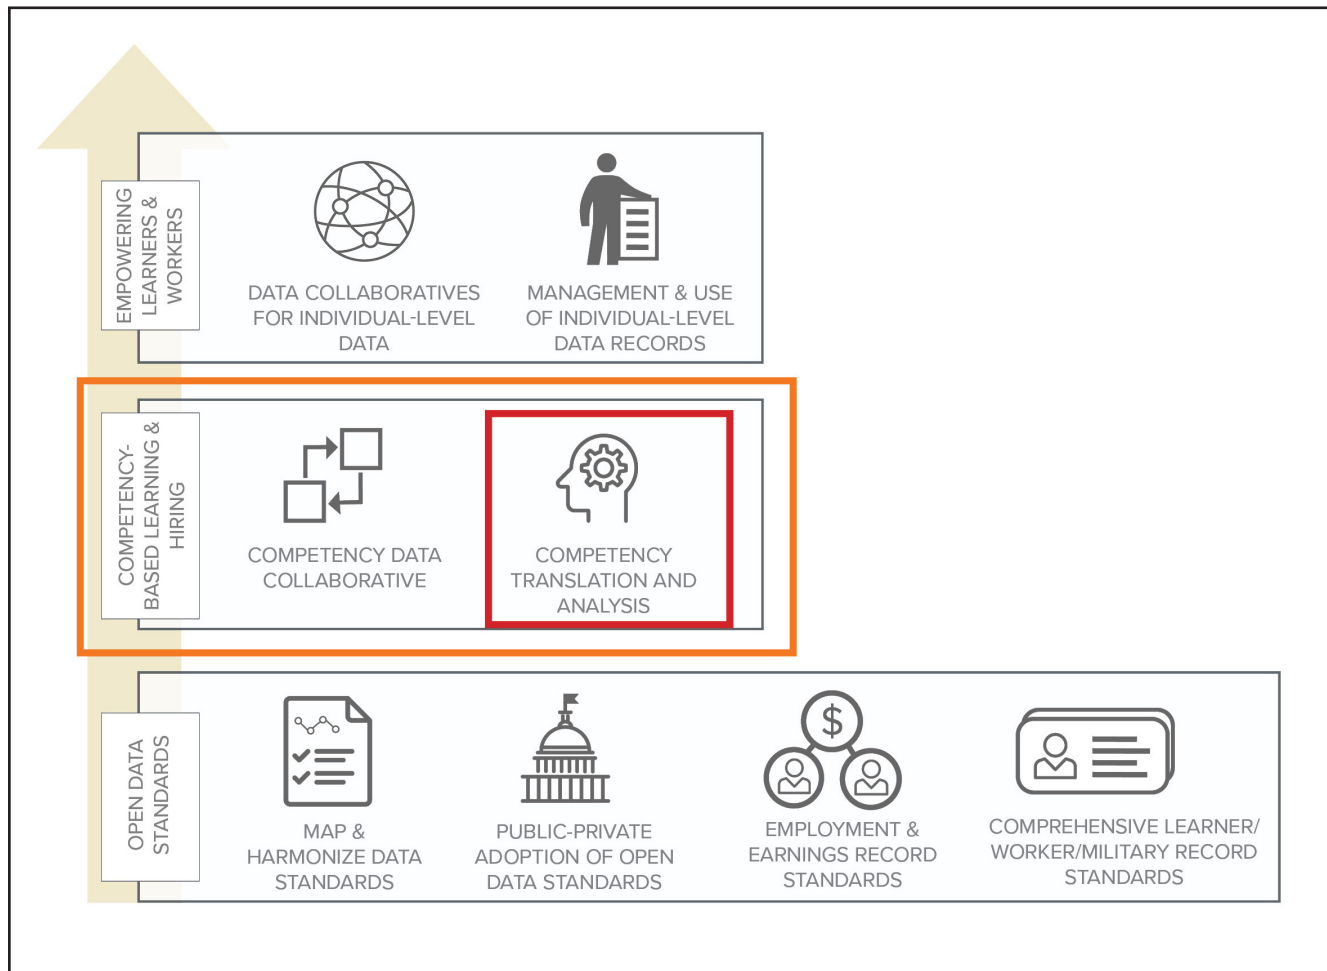 EMPOWERING
LEARNERS &
WORKERS
DATA COLLABORATIVES
FOR INDIVIDUAL-LEVEL
DATA
MANAGEMENT & USE
OF INDIVIDUAL-LEVEL
DATA RECORDS
COMPETENCY-
BASED LEARNING &
HIRING
COMPETENCY DATA
COLLABORATIVE
COMPETENCY
TRANSLATION AND
ANALYSIS
OPEN DATA
STANDARDS
MAP &
HARMONIZE DATA
STANDARDS
PUBLIC-PRIVATE
ADOPTION OF OPEN
DATA STANDARDS
$
EMPLOYMENT &
EARNINGS RECORD
STANDARDS
COMPREHENSIVE LEARNER/
WORKER/MILITARY RECORD
STANDARDS